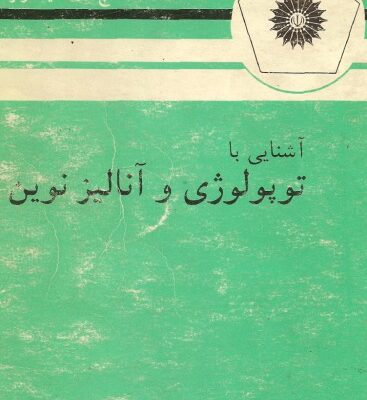 آشنایی با
توپولوژی و آنالیز نوین